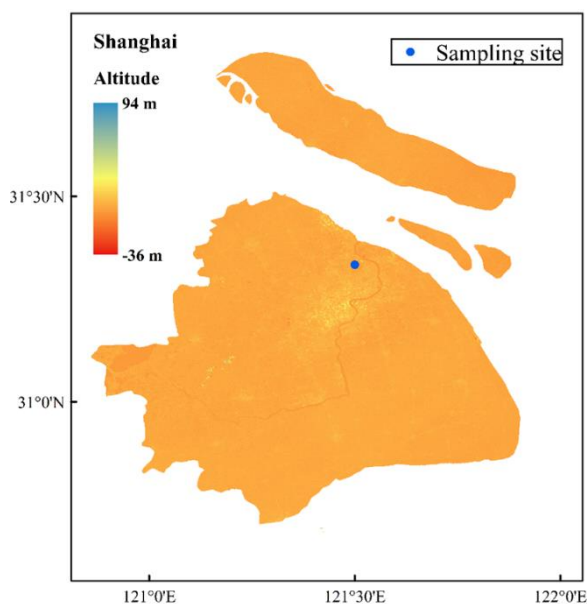 Shanghai
Sampling site
Altitude
94 m
-36 m
31°30'N
31°0'N
121°0'E
121°30'E
122°0'E